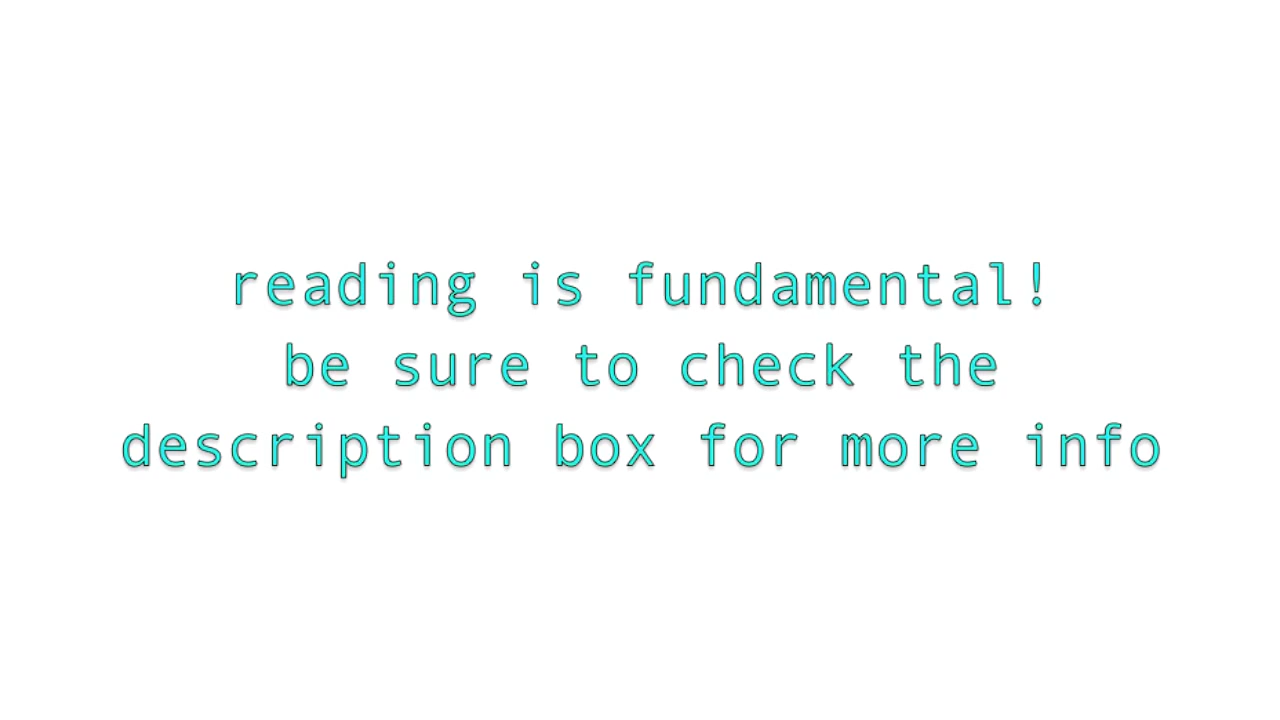 reading is fundamental!
be sure to check the
description box for more info